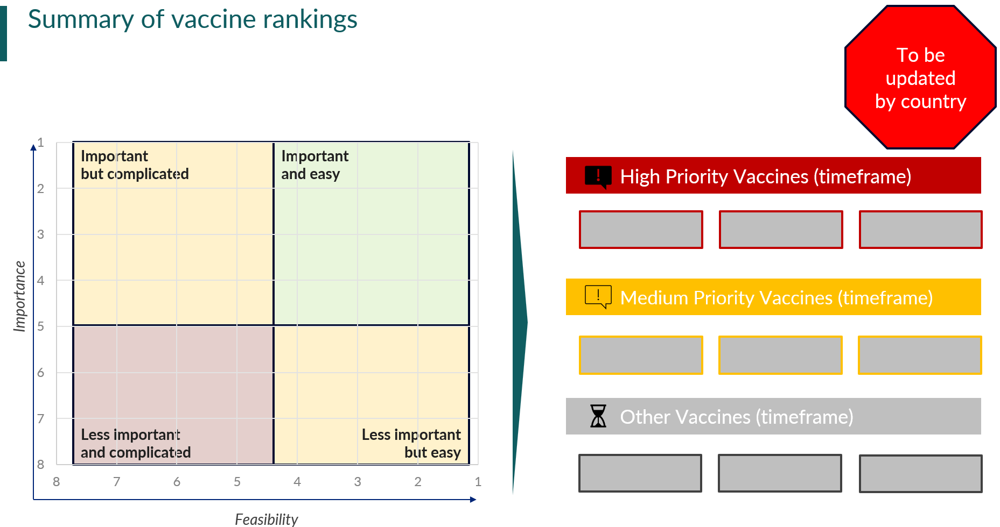 Summary of vaccine rankings
To be
updated
by country
Important
but complicated
Important
and easy
Less important
and complicated
Less important
but easy
1
2
3
4
5
6
7
8
8 7 6 5 4 3 2 1
Importance
Feasibility
! High Priority Vaccines (timeframe)
! Medium Priority Vaccines (timeframe)
Other Vaccines (timeframe)